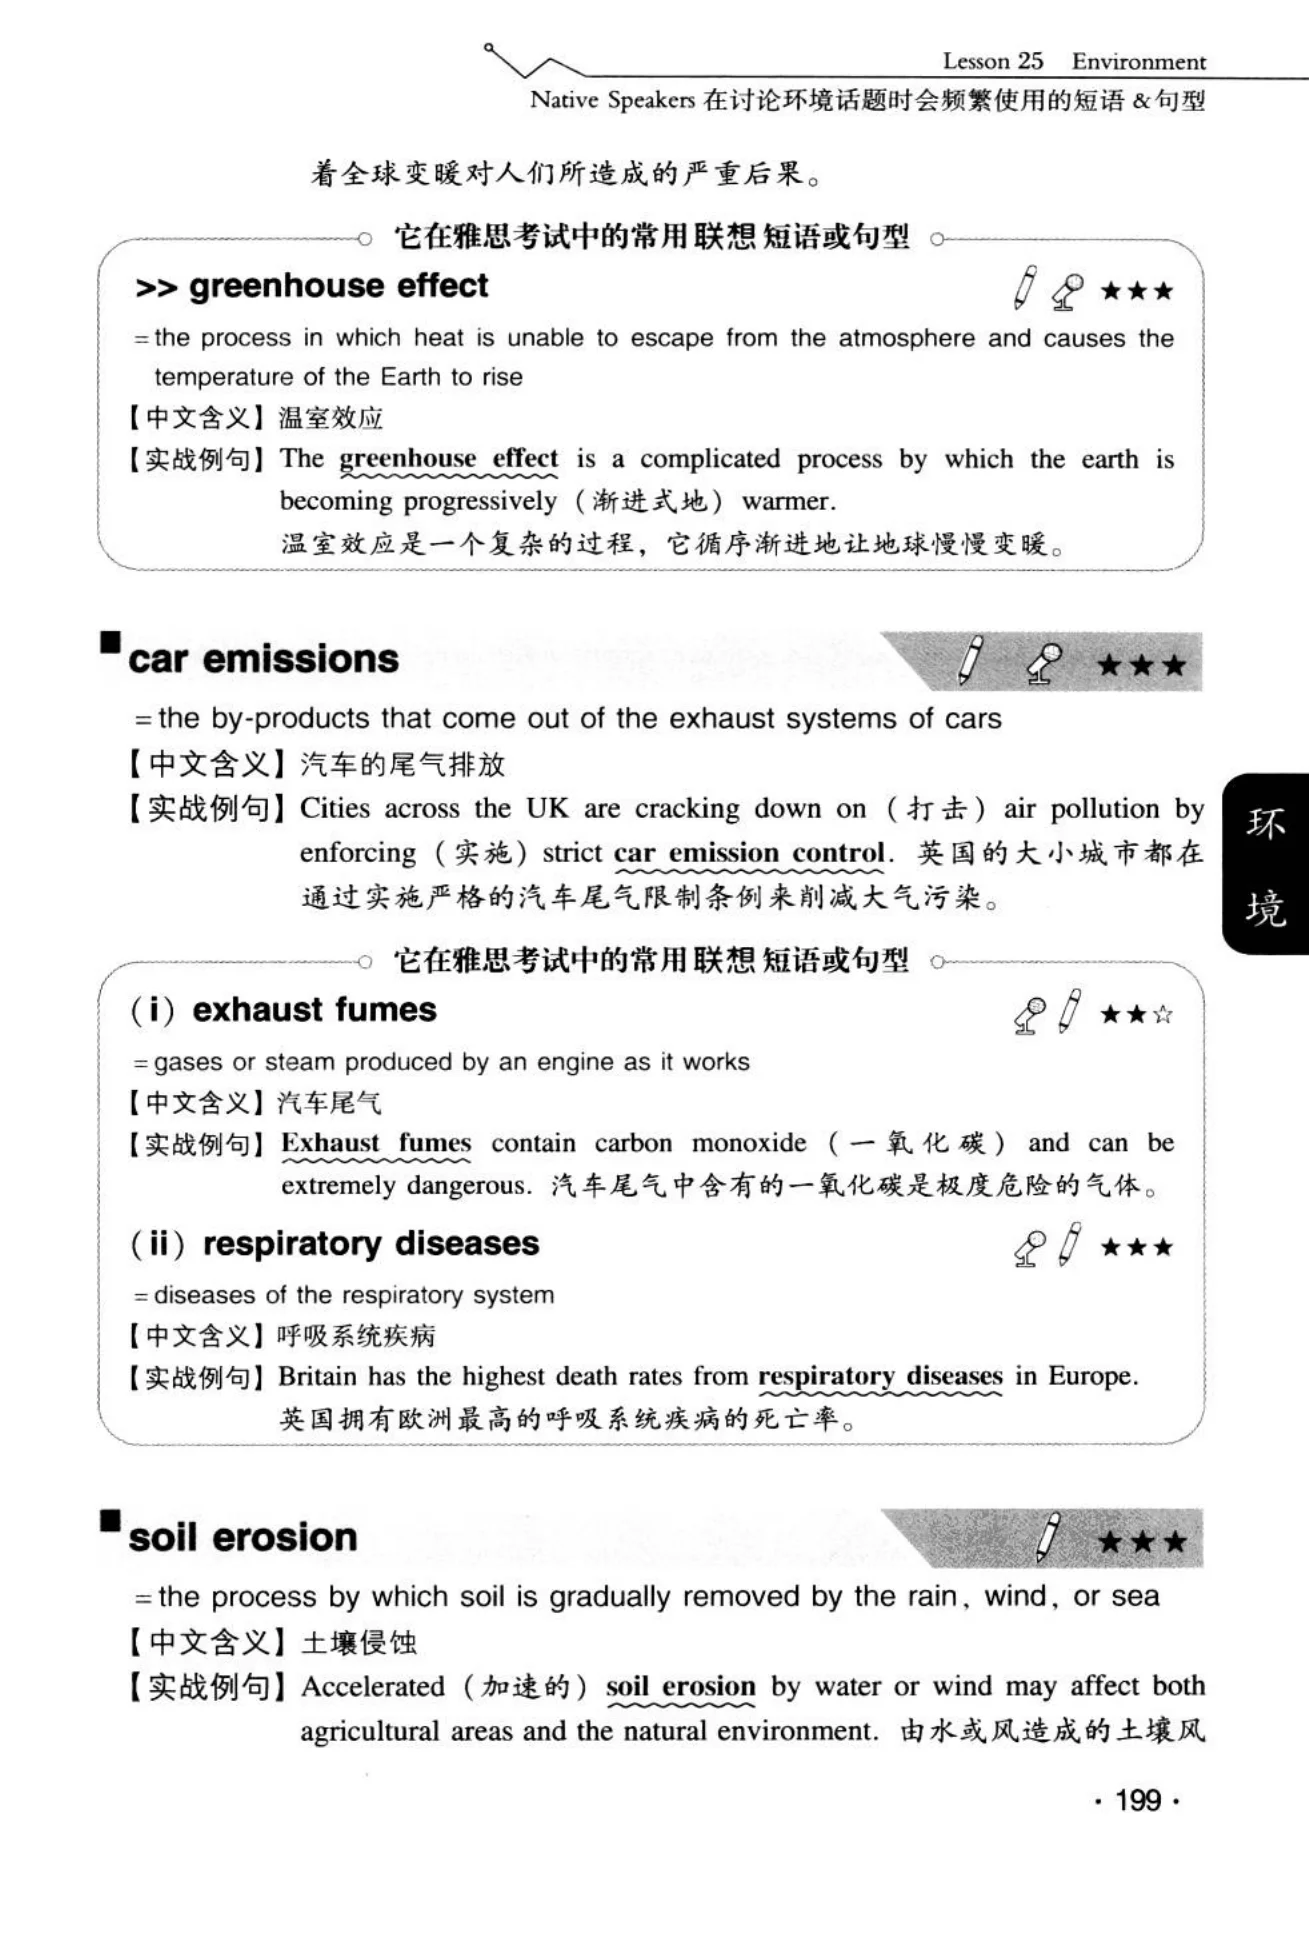 Lesson 25 Environment
Native Speakers 在讨论环境话题时会频繁使用的短语 & 句型
着全球变暖对人们所造成的严重后果。
它在雅思考试中的常用联想短语或句型
>> greenhouse effect ★★★
=the process in which heat is unable to escape from the atmosphere and causes the
temperature of the Earth to rise
【中文含义】温室效应
【实战例句】The greenhouse effect is a complicated process by which the earth is
becoming progressively (渐进式地) warmer.
温室效应是一个复杂的过程，它循序渐进地让地球慢慢变暖。
■car emissions ★★★
=the by-products that come out of the exhaust systems of cars
【中文含义】汽车的尾气排放
【实战例句】Cities across the UK are cracking down on (打击) air pollution by
enforcing (实施) strict car emission control. 英国的大小城市都在
通过实施严格的汽车尾气限制条例来削减大气污染。
环境
它在雅思考试中的常用联想短语或句型
(i) exhaust fumes ★★☆
=gases or steam produced by an engine as it works
【中文含义】汽车尾气
【实战例句】Exhaust fumes contain carbon monoxide (一氧化碳) and can be
extremely dangerous. 汽车尾气中含有的一氧化碳是极度危险的气体。
(ii) respiratory diseases ★★★
=diseases of the respiratory system
【中文含义】呼吸系统疾病
【实战例句】Britain has the highest death rates from respiratory diseases in Europe.
英国拥有欧洲最高的呼吸系统疾病的死亡率。
■soil erosion ★★★
=the process by which soil is gradually removed by the rain, wind, or sea
【中文含义】土壤侵蚀
【实战例句】Accelerated (加速的) soil erosion by water or wind may affect both
agricultural areas and the natural environment. 由水或风造成的土壤风
· 199 ·